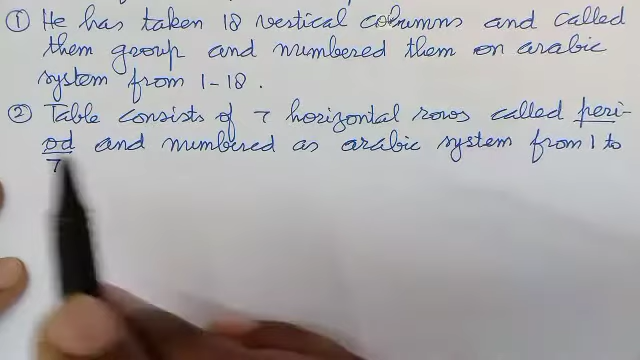 ① He has taken 18 vertical columns and called
them group and numbered them on arabic
system from 1-18.
② Table consists of 7 horizontal rows called peri-
od and numbered as arabic system from 1 to
7